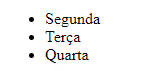 • Segunda
• Terça
• Quarta